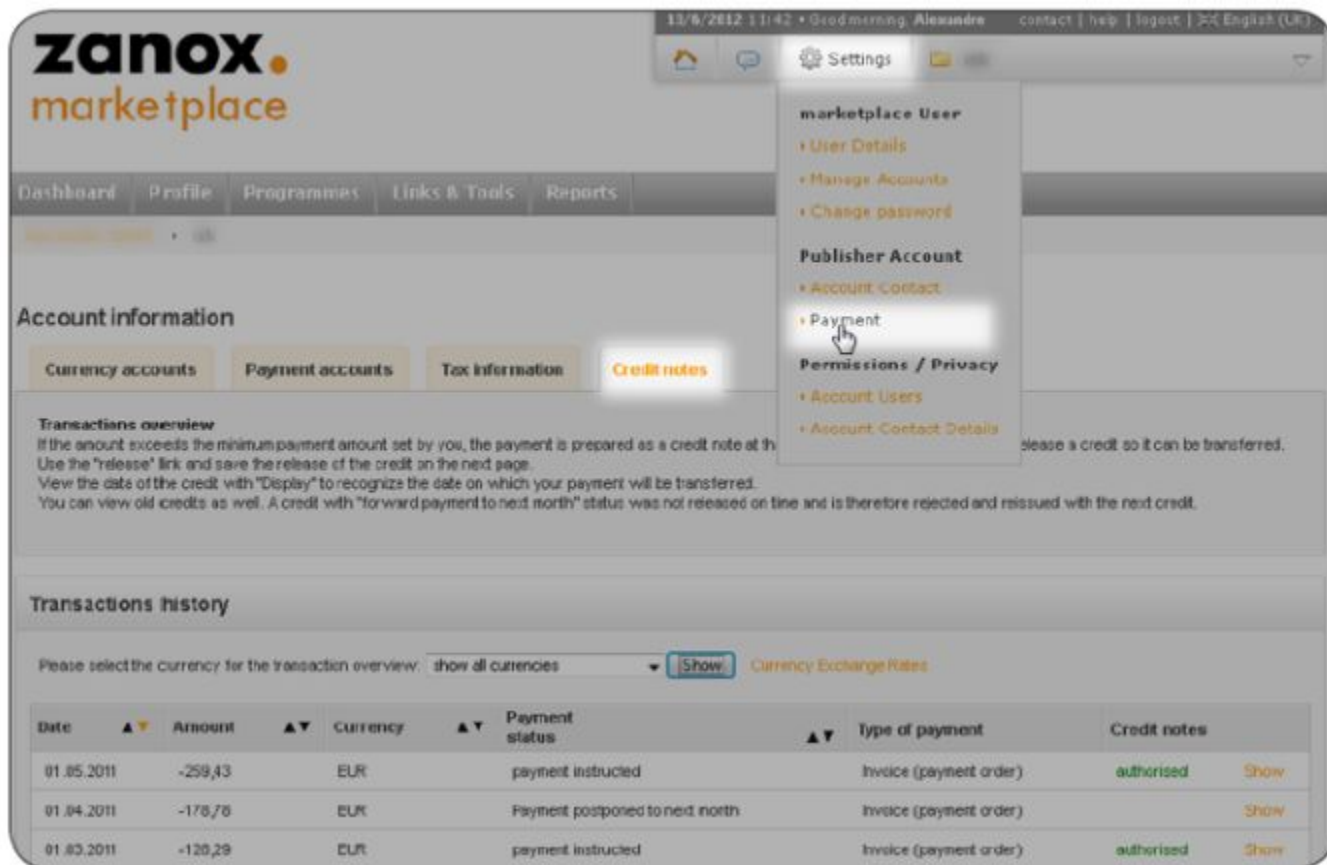 13/6/2012 11:42 • Good morning, Alexandre contact | help | logout | English (UK)
zanox.
marketplace
Settings
marketplace User
User Details
Manage Accounts
Change password
Publisher Account
Account Contact
Payment
Permissions / Privacy
Account Users
Account Contact Details
Dashboard Profile Programmes Links & Tools Reports
Account information
Currency accounts Payment accounts Tax information Credit notes
Transactions overview
If the amount exceeds the minimum payment amount set by you, the payment is prepared as a credit note at th elease a credit so it can be transferred.
Use the "release" link and save the release of the credit on the next page.
View the date of the credit with "Display" to recognize the date on which your payment will be transferred.
You can view old credits as well. A credit with "forward payment to next month" status was not released on time and is therefore rejected and reissued with the next credit.
Transactions history
Please select the currency for the transaction overview: show all currencies Show Currency Exchange Rates
Date Amount Currency Payment status Type of payment Credit notes
01.05.2011 -259,43 EUR payment instructed Invoice (payment order) authorised Show
01.04.2011 -178,78 EUR Payment postponed to next month Invoice (payment order) Show
01.03.2011 -128,29 EUR payment instructed Invoice (payment order) authorised Show